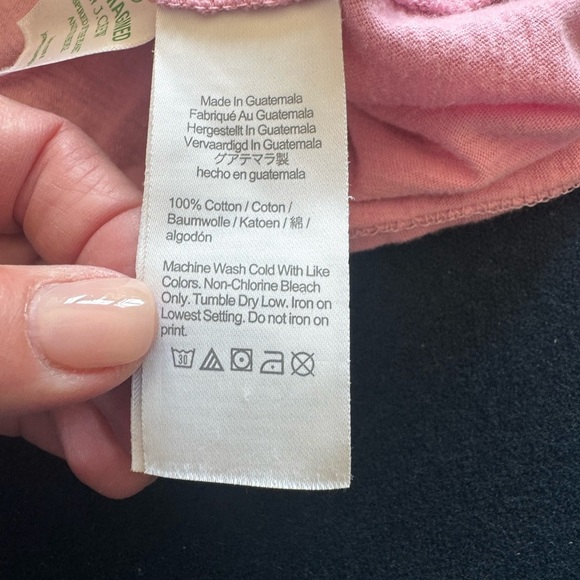 Made In Guatemala
Fabriqué Au Guatemala
Hergestellt In Guatemala
Vervaardigd In Guatemala
グアテマラ製
hecho en guatemala
100% Cotton / Coton /
Baumwolle / Katoen / 綿 /
algodón
Machine Wash Cold With Like
Colors. Non-Chlorine Bleach
Only. Tumble Dry Low. Iron on
Lowest Setting. Do not iron on
print.
30